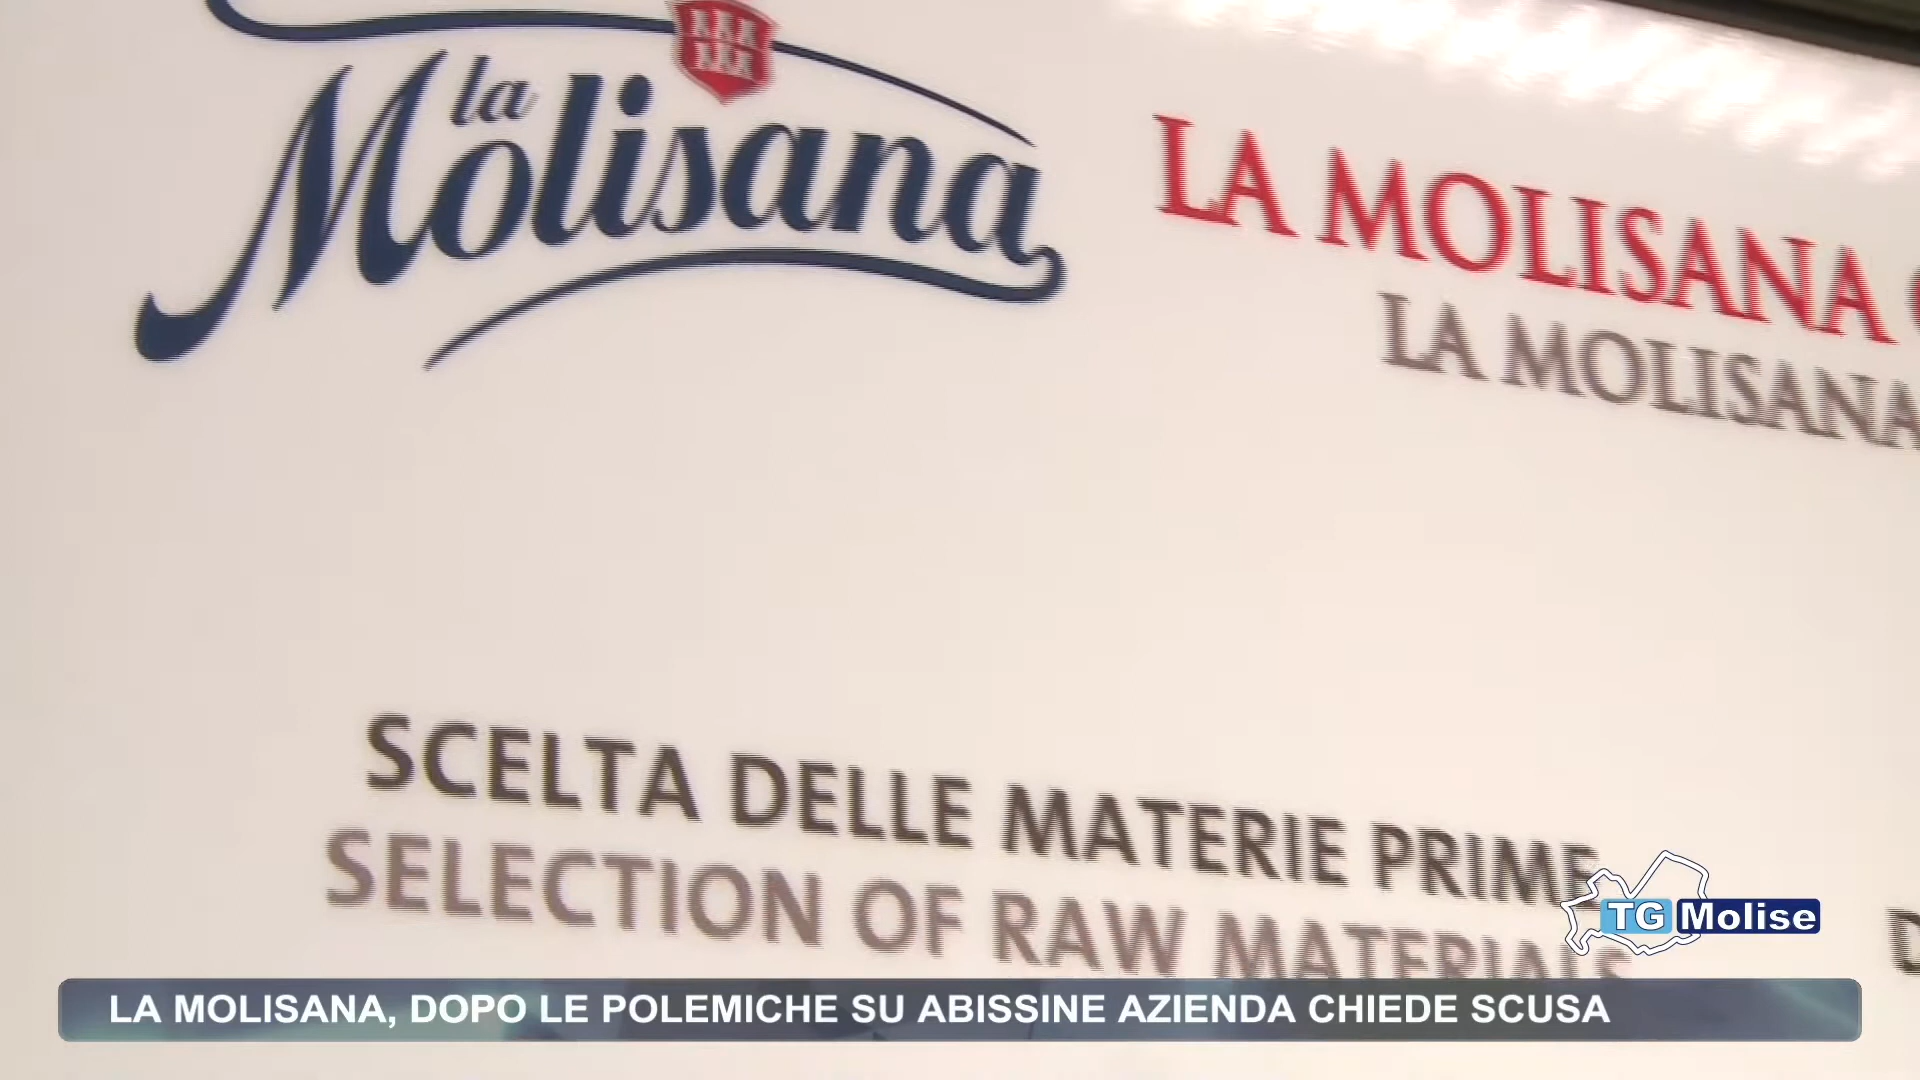 la
Molisana
LA MOLISANA
LA MOLISANA
SCELTA DELLE MATERIE PRIME
SELECTION OF RAW MATERIALS
TG Molise
LA MOLISANA, DOPO LE POLEMICHE SU ABISSINE AZIENDA CHIEDE SCUSA